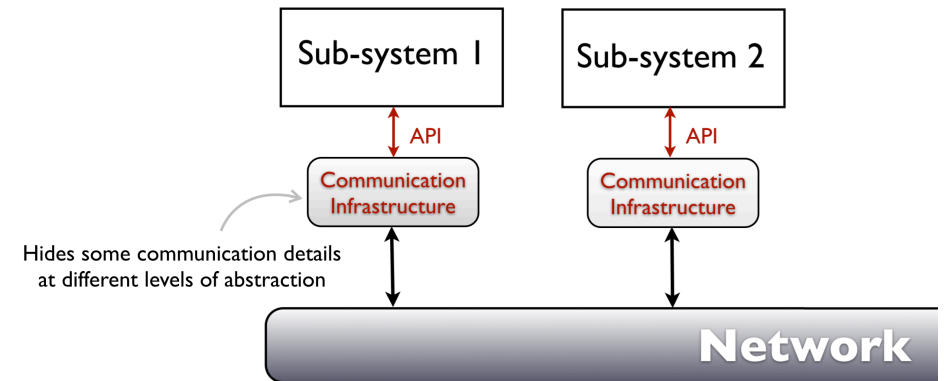 Sub-system 1
Sub-system 2
API
API
Communication
Infrastructure
Communication
Infrastructure
Hides some communication details
at different levels of abstraction
Network